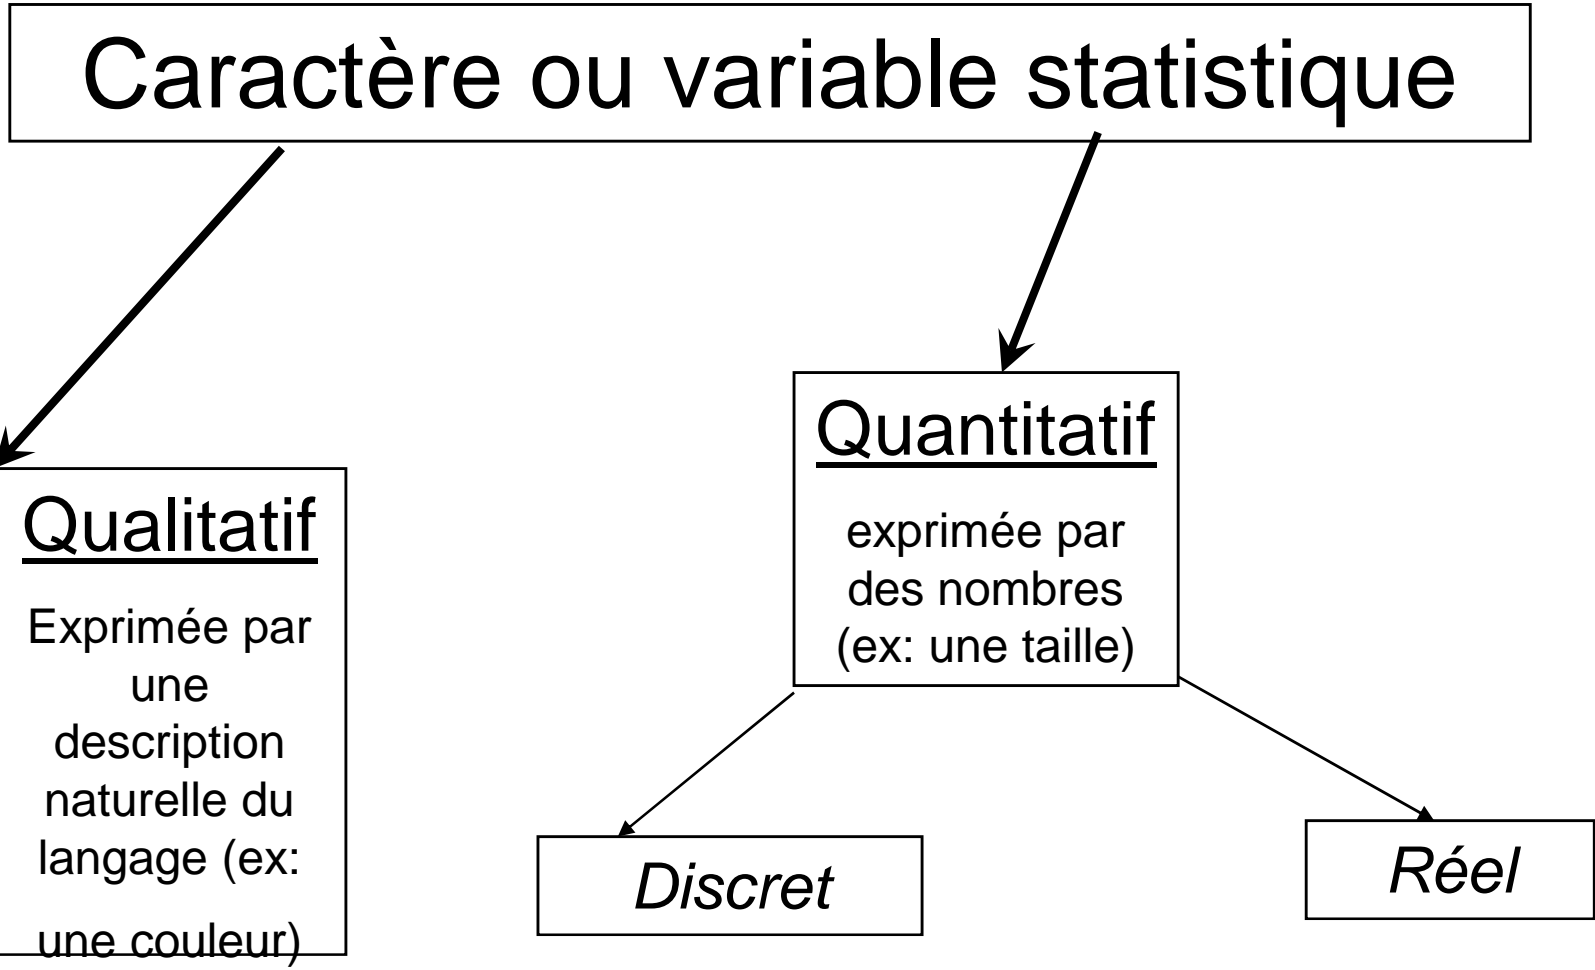 Caractère ou variable statistique
Qualitatif
Exprimée par
une
description
naturelle du
langage (ex:
une couleur)
Quantitatif
exprimée par
des nombres
(ex: une taille)
Discret
Réel